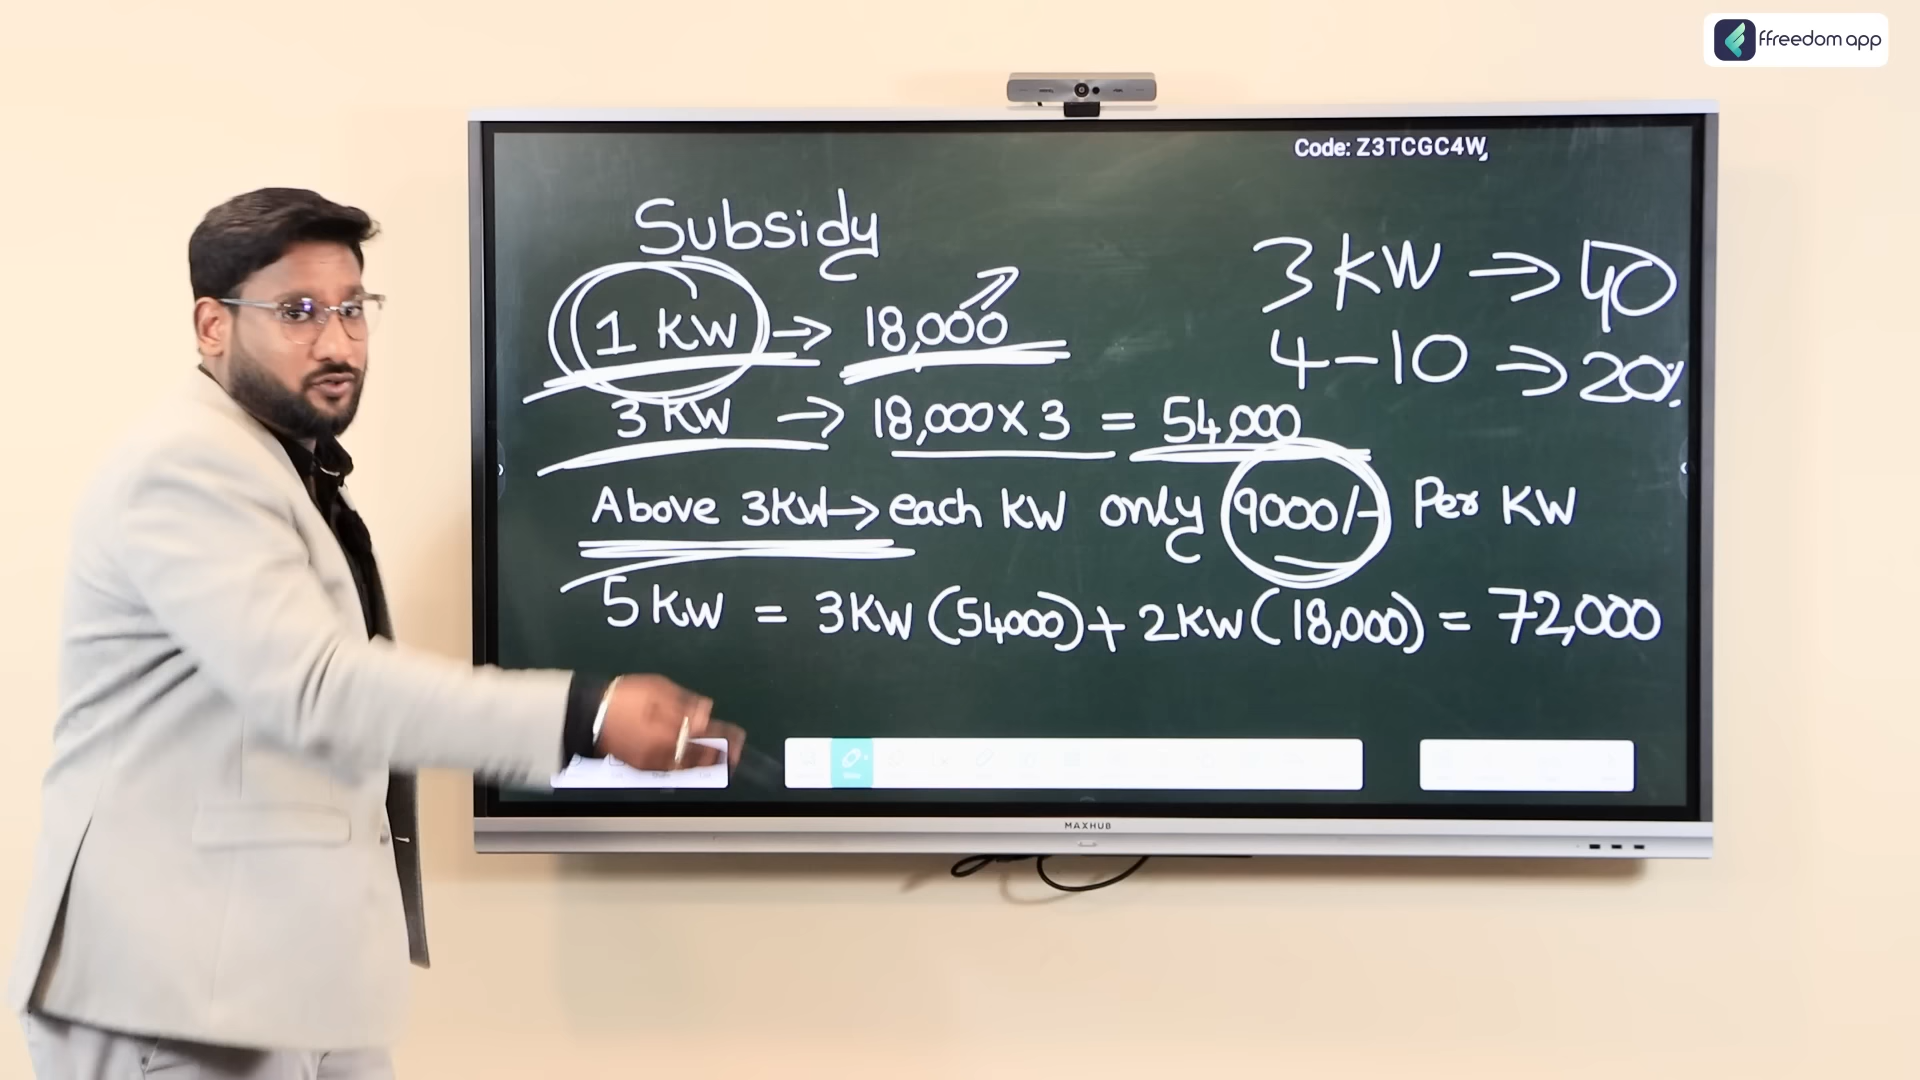 ffreedom app
Code: Z3TCGC4W
Subsidy
1 KW → 18,000
3 KW → 18,000 x 3 = 54,000
Above 3KW → each KW only 9000/- Per KW
5 KW = 3KW (54000) + 2KW (18,000) = 72,000
3 KW → 40
4-10 → 20%
MAXHUB